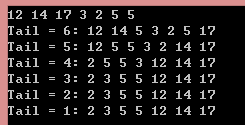 12 14 17 3 2 5 5
Tail = 6: 12 14 5 3 2 5 17
Tail = 5: 12 5 5 3 2 14 17
Tail = 4: 2 5 5 3 12 14 17
Tail = 3: 2 3 5 5 12 14 17
Tail = 2: 2 3 5 5 12 14 17
Tail = 1: 2 3 5 5 12 14 17